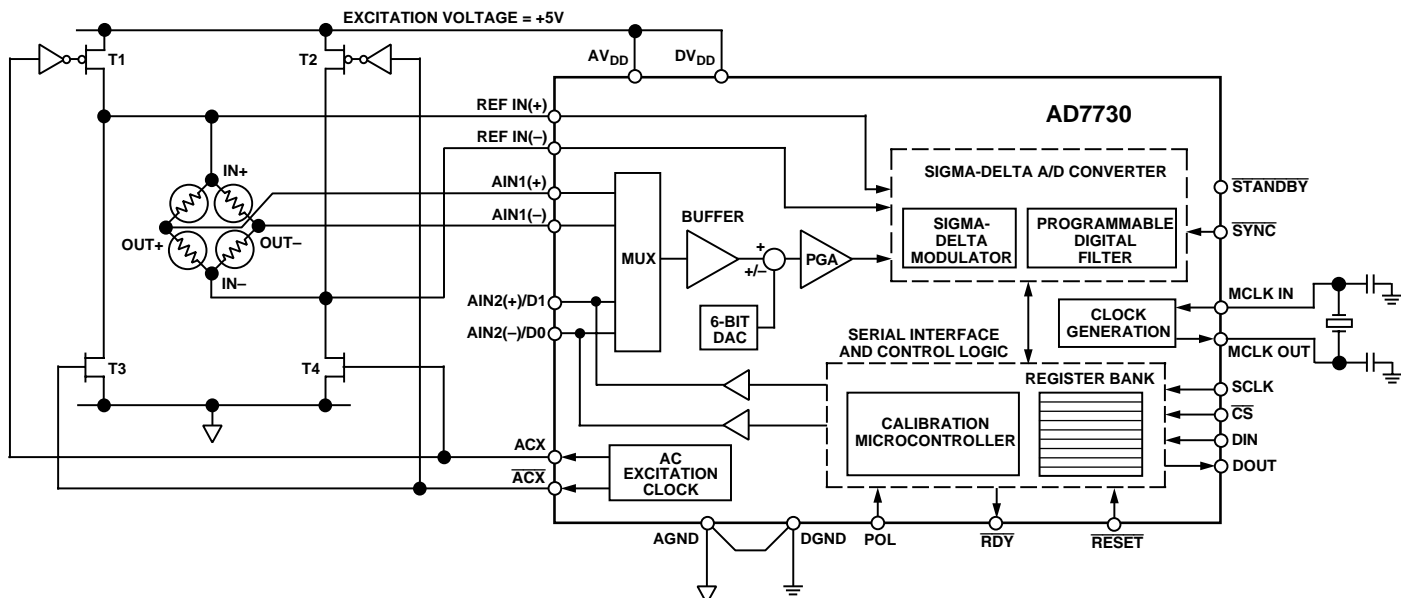 EXCITATION VOLTAGE = +5V
T1
T2
AVDD
DVDD
REF IN(+)
AD7730
REF IN(–)
SIGMA-DELTA A/D CONVERTER
IN+
AIN1(+)
STANDBY
AIN1(–)
BUFFER
SIGMA-
DELTA
MODULATOR
PROGRAMMABLE
DIGITAL
FILTER
SYNC
OUT+
OUT–
MUX
+
+/–
PGA
IN–
AIN2(+)/D1
MCLK IN
6-BIT
DAC
CLOCK
GENERATION
AIN2(–)/D0
SERIAL INTERFACE
AND CONTROL LOGIC
MCLK OUT
T3
T4
REGISTER BANK
SCLK
CALIBRATION
MICROCONTROLLER
CS
DIN
ACX
AC
EXCITATION
CLOCK
DOUT
ACX
AGND
DGND
POL
RDY
RESET